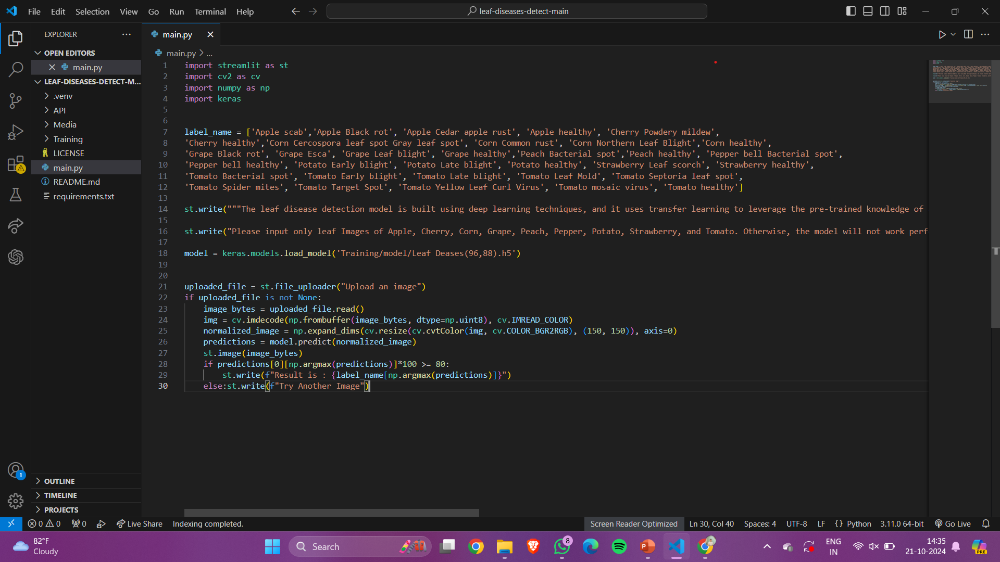 File Edit Selection View Go Run Terminal Help
leaf-diseases-detect-main
EXPLORER
OPEN EDITORS
main.py
LEAF-DISEASES-DETECT-M...
.venv
API
Media
Training
LICENSE
main.py
README.md
requirements.txt
OUTLINE
TIMELINE
PROJECTS
main.py
main.py > ...
1 import streamlit as st
2 import cv2 as cv
3 import numpy as np
4 import keras
5
6
7 label_name = ['Apple scab','Apple Black rot', 'Apple Cedar apple rust', 'Apple healthy', 'Cherry Powdery mildew',
8 'Cherry healthy','Corn Cercospora leaf spot Gray leaf spot', 'Corn Common rust', 'Corn Northern Leaf Blight','Corn healthy',
9 'Grape Black rot', 'Grape Esca', 'Grape Leaf blight', 'Grape healthy','Peach Bacterial spot','Peach healthy', 'Pepper bell Bacterial spot',
10 'Pepper bell healthy', 'Potato Early blight', 'Potato Late blight', 'Potato healthy', 'Strawberry Leaf scorch', 'Strawberry healthy',
11 'Tomato Bacterial spot', 'Tomato Early blight', 'Tomato Late blight', 'Tomato Leaf Mold', 'Tomato Septoria leaf spot',
12 'Tomato Spider mites', 'Tomato Target Spot', 'Tomato Yellow Leaf Curl Virus', 'Tomato mosaic virus', 'Tomato healthy']
13
14 st.write("""The leaf disease detection model is built using deep learning techniques, and it uses transfer learning to leverage the pre-trained knowledge of
15
16 st.write("Please input only leaf Images of Apple, Cherry, Corn, Grape, Peach, Pepper, Potato, Strawberry, and Tomato. Otherwise, the model will not work perf
17
18 model = keras.models.load_model('Training/model/Leaf Deases(96,88).h5')
19
20
21 uploaded_file = st.file_uploader("Upload an image")
22 if uploaded_file is not None:
23     image_bytes = uploaded_file.read()
24     img = cv.imdecode(np.frombuffer(image_bytes, dtype=np.uint8), cv.IMREAD_COLOR)
25     normalized_image = np.expand_dims(cv.resize(cv.cvtColor(img, cv.COLOR_BGR2RGB), (150, 150)), axis=0)
26     predictions = model.predict(normalized_image)
27     st.image(image_bytes)
28     if predictions[0][np.argmax(predictions)]*100 >= 80:
29         st.write(f"Result is : {label_name[np.argmax(predictions)]}")
30     else:st.write(f"Try Another Image")
1
0 0 0 Live Share Indexing completed. Screen Reader Optimized Ln 30, Col 40 Spaces: 4 UTF-8 LF {} Python 3.11.0 64-bit Go Live
82°F
Cloudy
Search
8
ENG
IN
14:35
21-10-2024
PRE